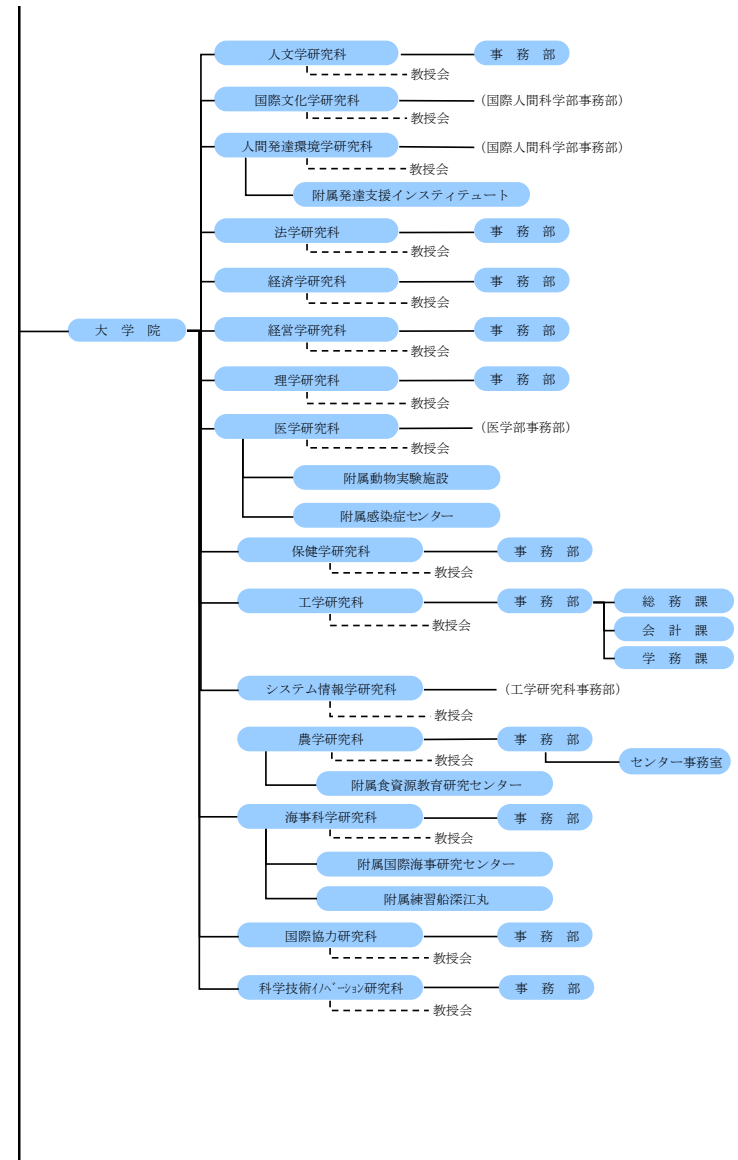 人文学研究科　事　務　部
教授会
国際文化学研究科　（国際人間科学部事務部）
教授会
人間発達環境学研究科　（国際人間科学部事務部）
教授会
附属発達支援インスティテュート
法学研究科　事　務　部
教授会
経済学研究科　事　務　部
教授会
大　学　院　経営学研究科　事　務　部
教授会
理学研究科　事　務　部
教授会
医学研究科　（医学部事務部）
教授会
附属動物実験施設
附属感染症センター
保健学研究科　事　務　部
教授会
工学研究科　事　務　部　総　務　課
教授会　会　計　課
学　務　課
システム情報学研究科　（工学研究科事務部）
教授会
農学研究科　事　務　部
教授会　センター事務室
附属食資源教育研究センター
海事科学研究科　事　務　部
教授会
附属国際海事研究センター
附属練習船深江丸
国際協力研究科　事　務　部
教授会
科学技術ｲﾉﾍﾞｰｼｮﾝ研究科　事　務　部
教授会